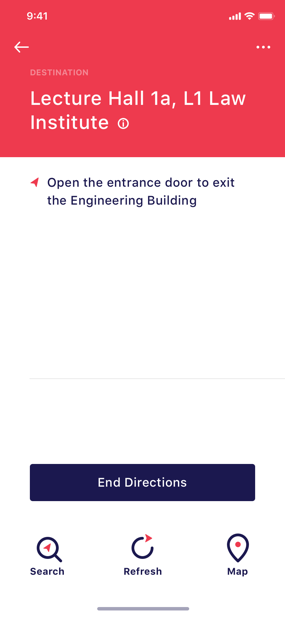 9:41
DESTINATION
Lecture Hall 1a, L1 Law
Institute
Open the entrance door to exit
the Engineering Building
End Directions
Search
Refresh
Map